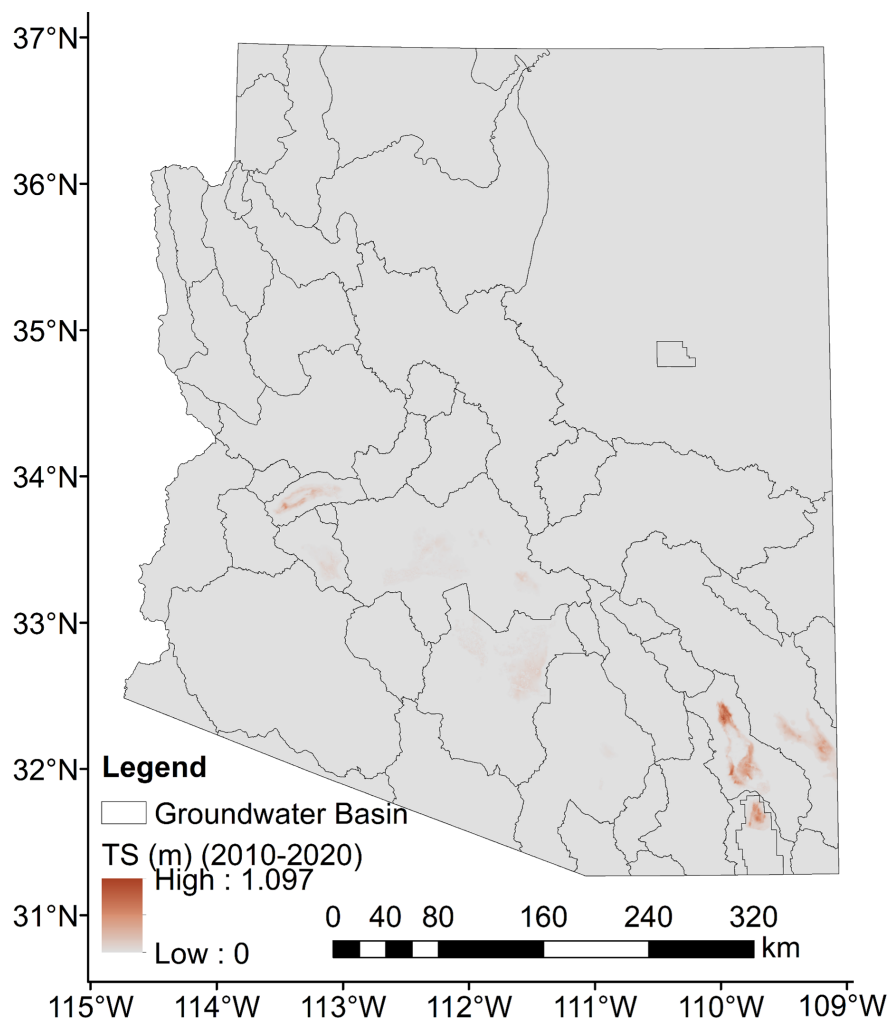 37°N
36°N
35°N
34°N
33°N
32°N
31°N
Legend
Groundwater Basin
TS (m) (2010-2020)
High : 1.097
Low : 0
0 40 80 160 240 320
km
115°W 114°W 113°W 112°W 111°W 110°W 109°W